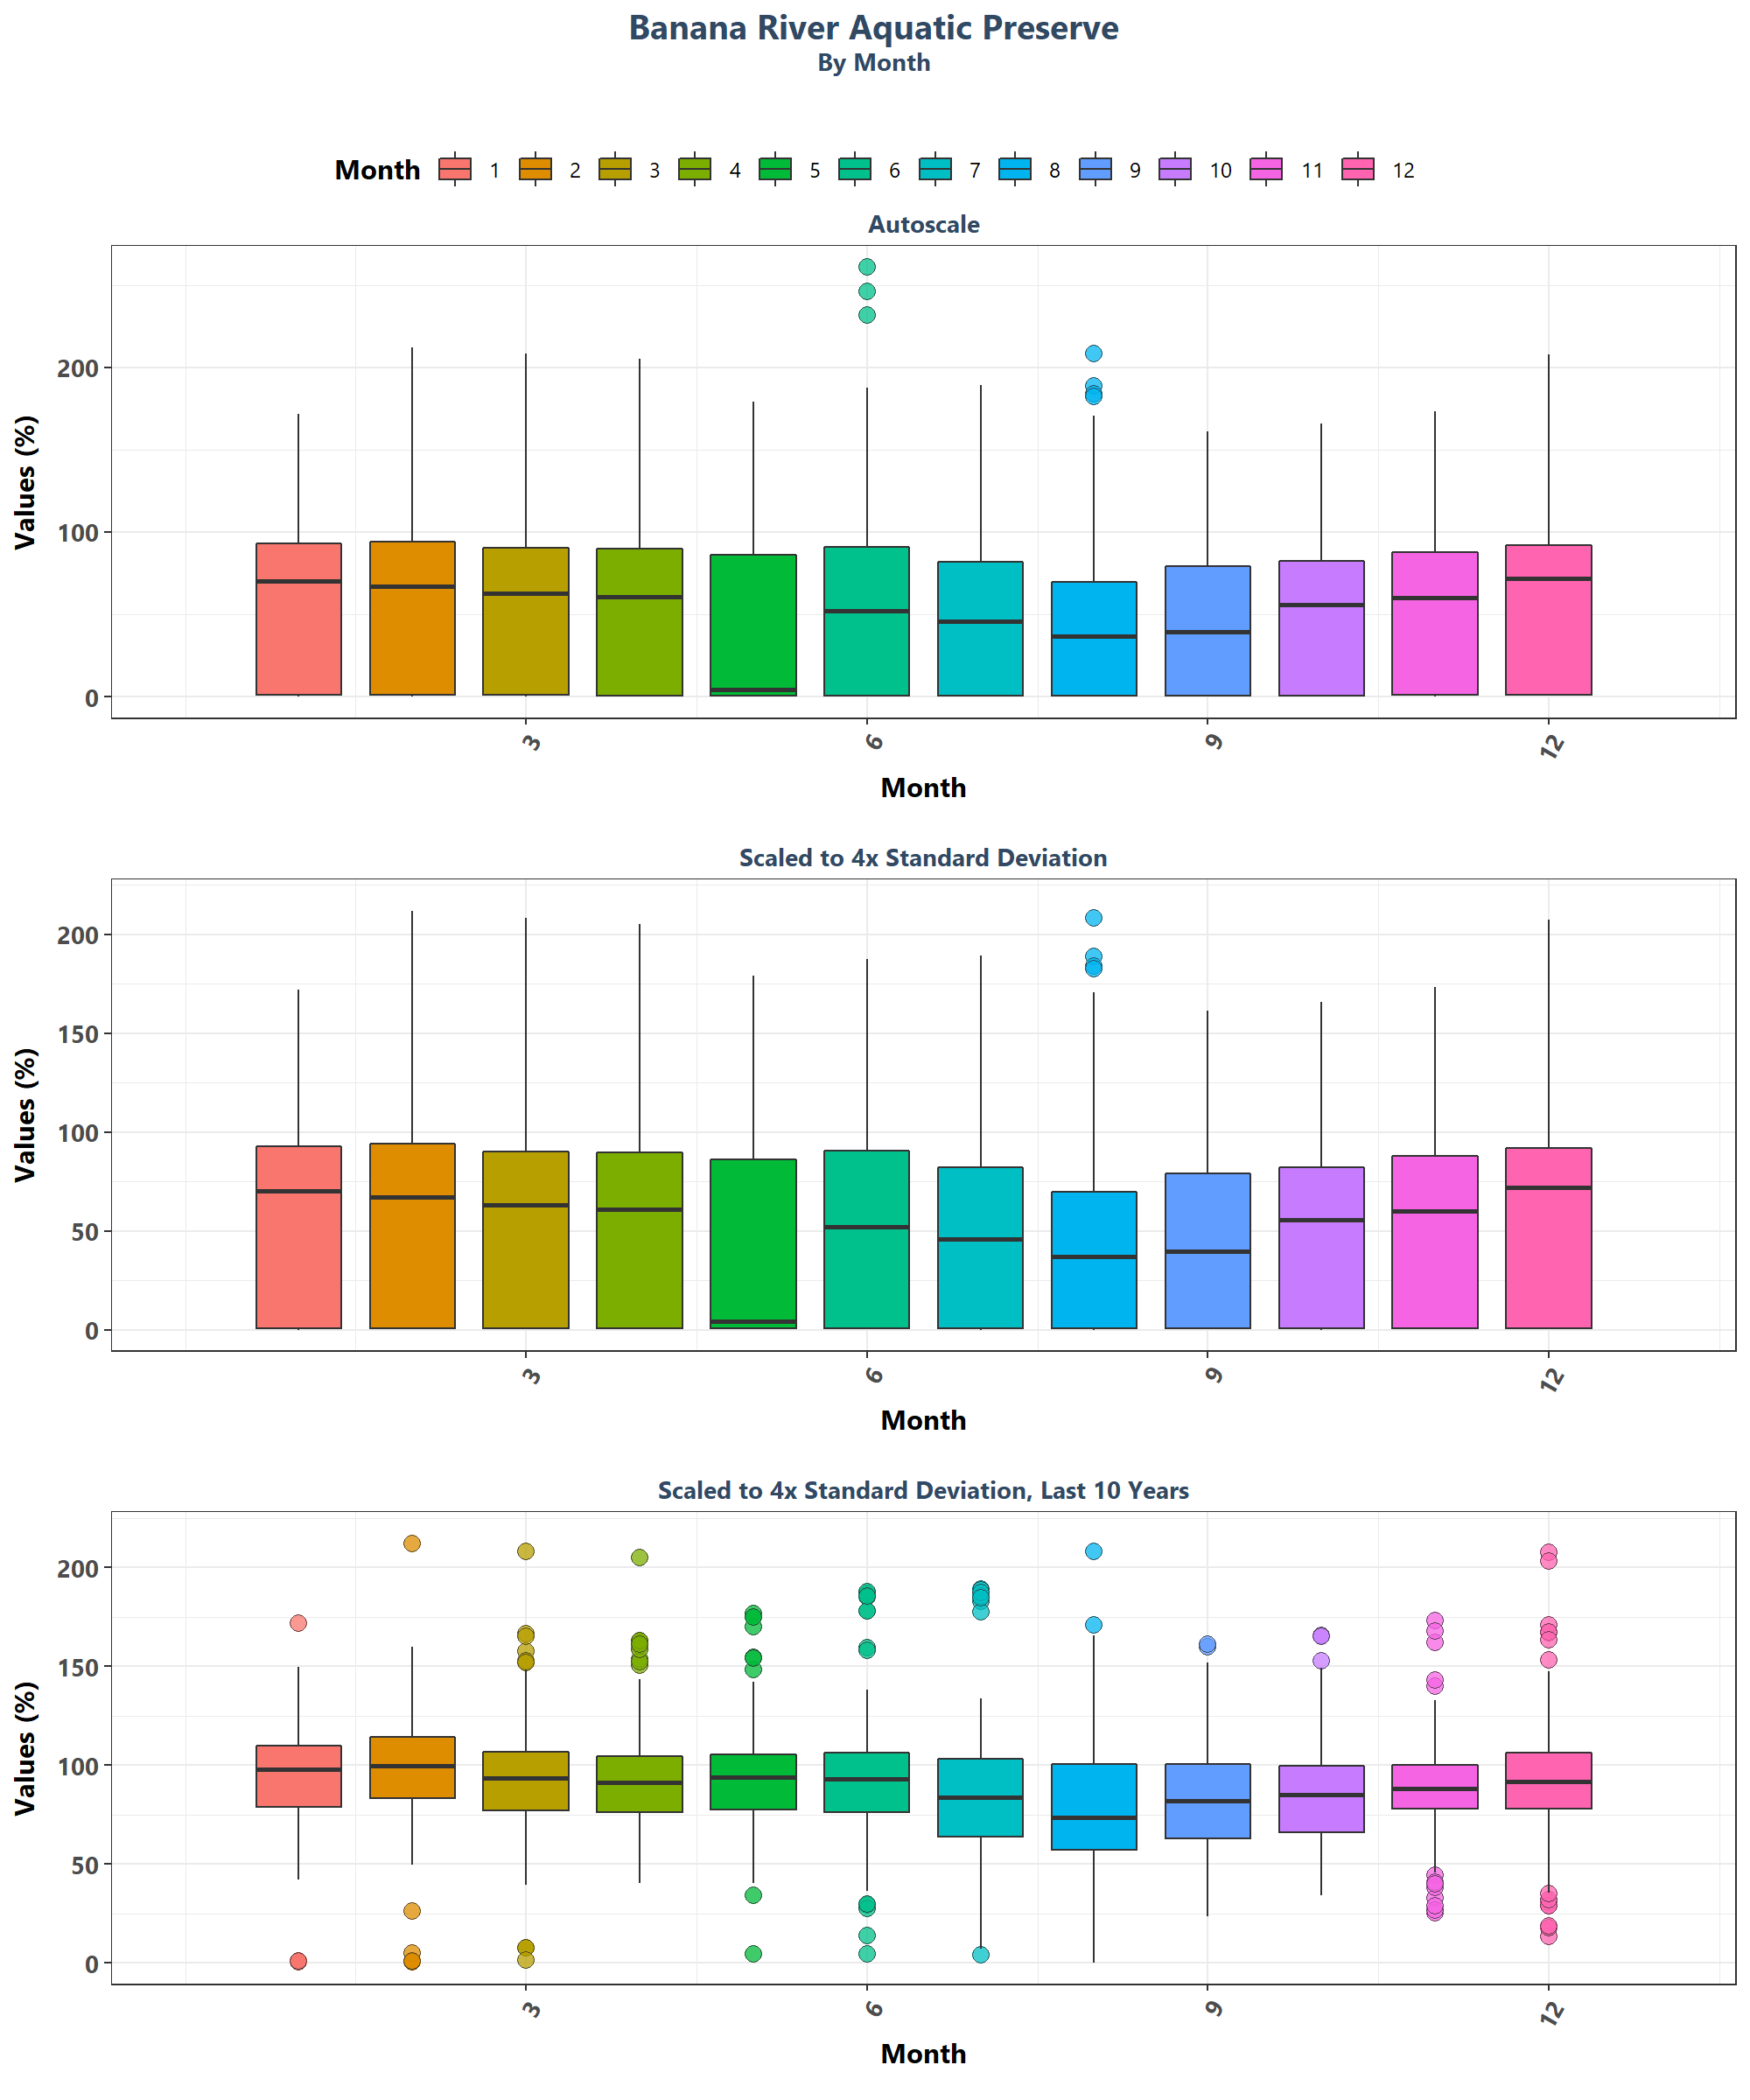 Banana River Aquatic Preserve
By Month
Month 1 2 3 4 5 6 7 8 9 10 11 12
Autoscale
Values (%)
200
100
0
3 6 9 12
Month
Scaled to 4x Standard Deviation
Values (%)
200
150
100
50
0
3 6 9 12
Month
Scaled to 4x Standard Deviation, Last 10 Years
Values (%)
200
150
100
50
0
3 6 9 12
Month